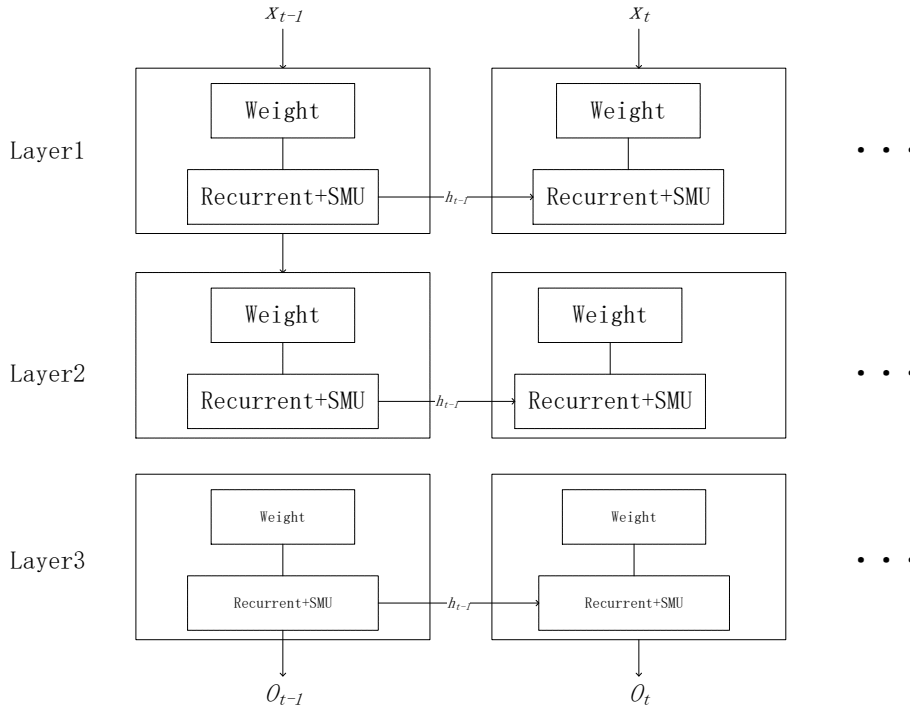 x_{t-1} x_t
Weight Weight
Layer1 • • •
Recurrent+SMU h_{t-1} Recurrent+SMU
Weight Weight
Layer2 • • •
Recurrent+SMU h_{t-1} Recurrent+SMU
Weight Weight
Layer3 • • •
Recurrent+SMU h_{t-1} Recurrent+SMU
O_{t-1} O_t